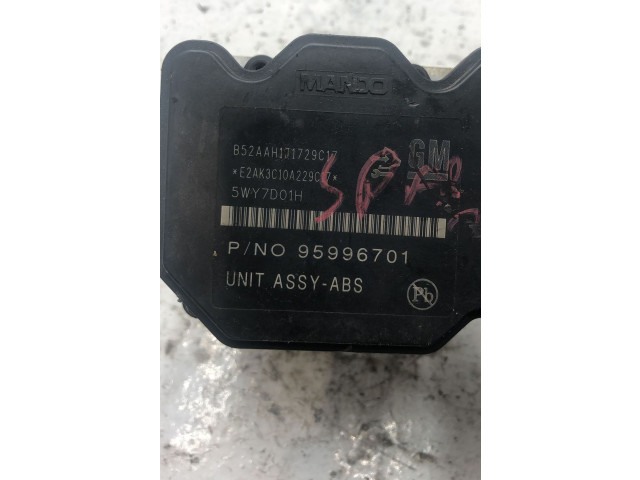 MANDO
GM
B52AAH171729C17
*E2AK3C10A229C17*
5WY7D01H
P/NO 95996701
UNIT ASSY-ABS
Pb